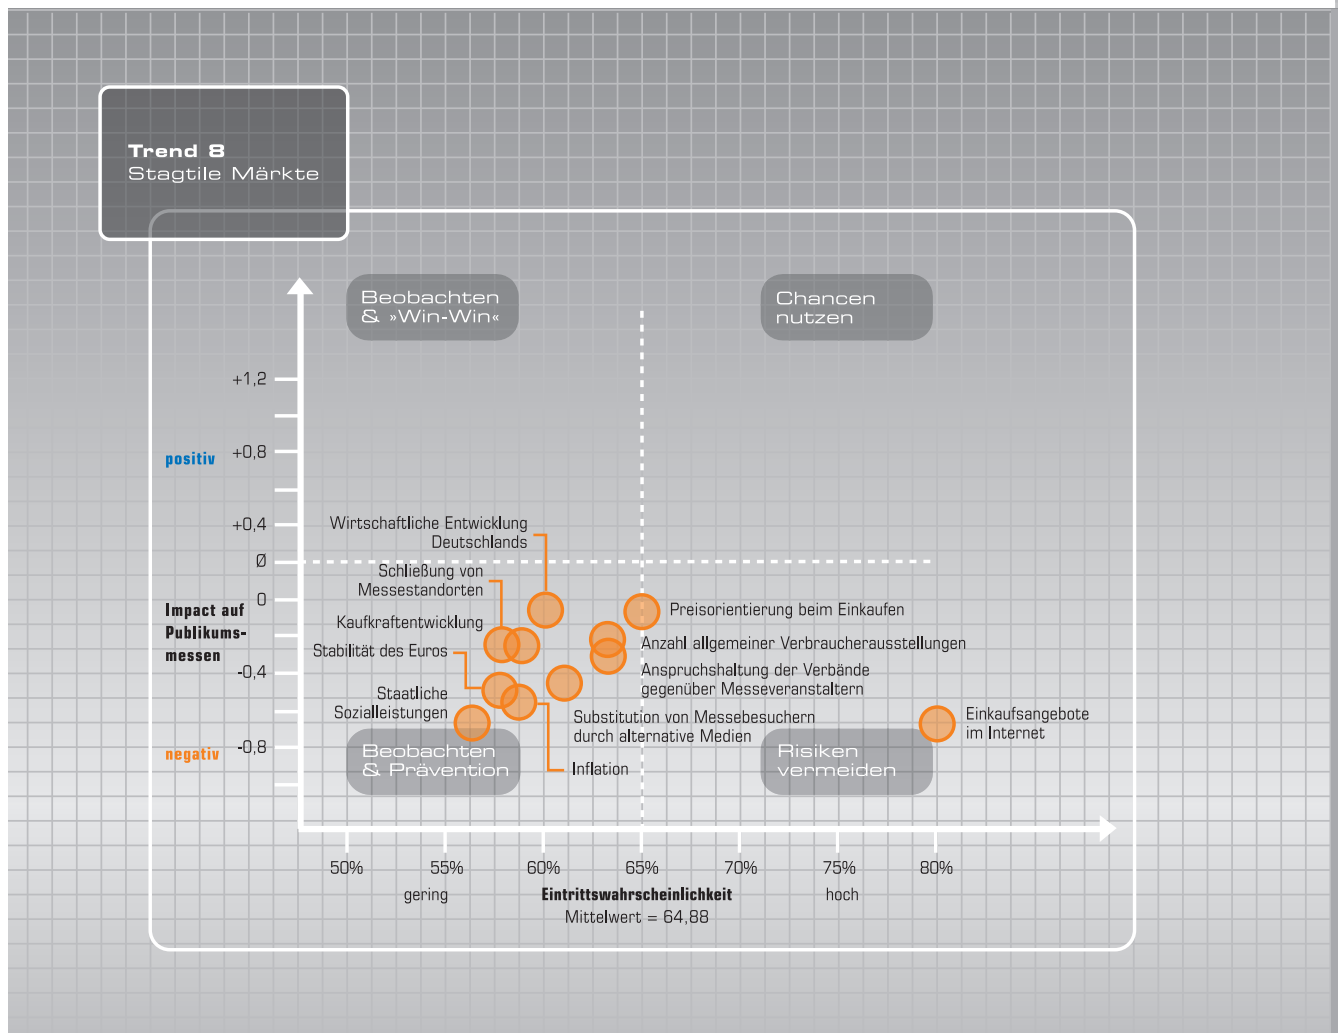 Trend 8
Stagtile Märkte
Beobachten
& »Win-Win«
Chancen
nutzen
+1,2
+0,8
positiv
+0,4
Ø
0
Impact auf
Publikums-
messen
-0,4
-0,8
negativ
Wirtschaftliche Entwicklung
Deutschlands
Schließung von
Messestandorten
Kaufkraftentwicklung
Stabilität des Euros
Staatliche
Sozialleistungen
Preisorientierung beim Einkaufen
Anzahl allgemeiner Verbraucherausstellungen
Anspruchshaltung der Verbände
gegenüber Messeveranstaltern
Substitution von Messebesuchern
durch alternative Medien
Inflation
Einkaufsangebote
im Internet
Beobachten
& Prävention
Risiken
vermeiden
50%
55%
60%
65%
70%
75%
80%
gering
Eintrittswahrscheinlichkeit
hoch
Mittelwert = 64,88